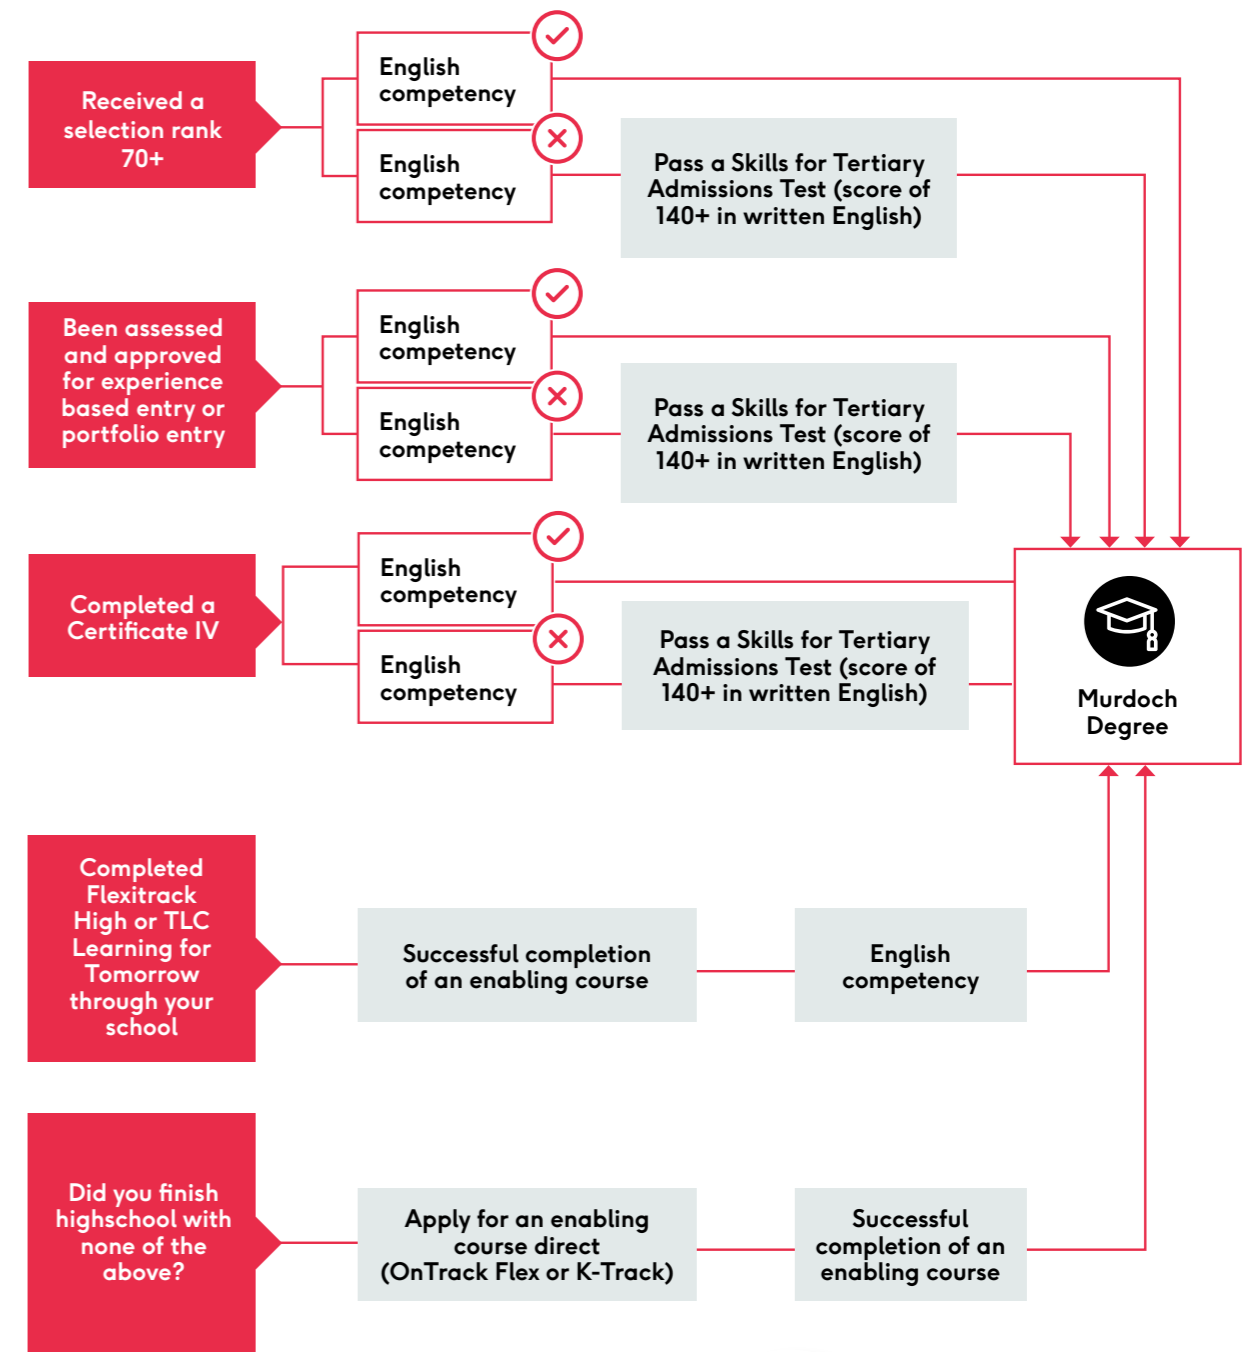 Received a
selection rank
70+
English
competency
English
competency
Pass a Skills for Tertiary
Admissions Test (score of
140+ in written English)
Been assessed
and approved
for experience
based entry or
portfolio entry
English
competency
English
competency
Pass a Skills for Tertiary
Admissions Test (score of
140+ in written English)
Completed a
Certificate IV
English
competency
English
competency
Pass a Skills for Tertiary
Admissions Test (score of
140+ in written English)
Murdoch
Degree
Completed
Flexitrack
High or TLC
Learning for
Tomorrow
through your
school
Successful completion
of an enabling course
English
competency
Did you finish
highschool with
none of the
above?
Apply for an enabling
course direct
(OnTrack Flex or K-Track)
Successful
completion of an
enabling course